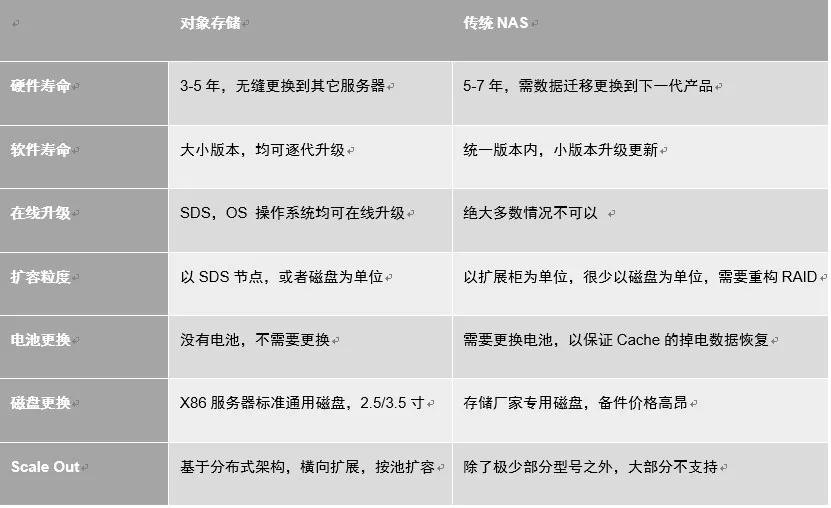 对象存储 传统 NAS
硬件寿命 3-5 年，无缝更换到其它服务器 5-7 年，需数据迁移更换到下一代产品
软件寿命 大小版本，均可逐代升级 统一版本内，小版本升级更新
在线升级 SDS，OS 操作系统均可在线升级 绝大多数情况不可以
扩容粒度 以 SDS 节点，或者磁盘为单位 以扩展柜为单位，很少以磁盘为单位，需要重构 RAID
电池更换 没有电池，不需要更换 需要更换电池，以保证 Cache 的掉电数据恢复
磁盘更换 X86 服务器标准通用磁盘，2.5/3.5 寸 存储厂家专用磁盘，备件价格高昂
Scale Out 基于分布式架构，横向扩展，按池扩容 除了极少部分型号之外，大部分不支持